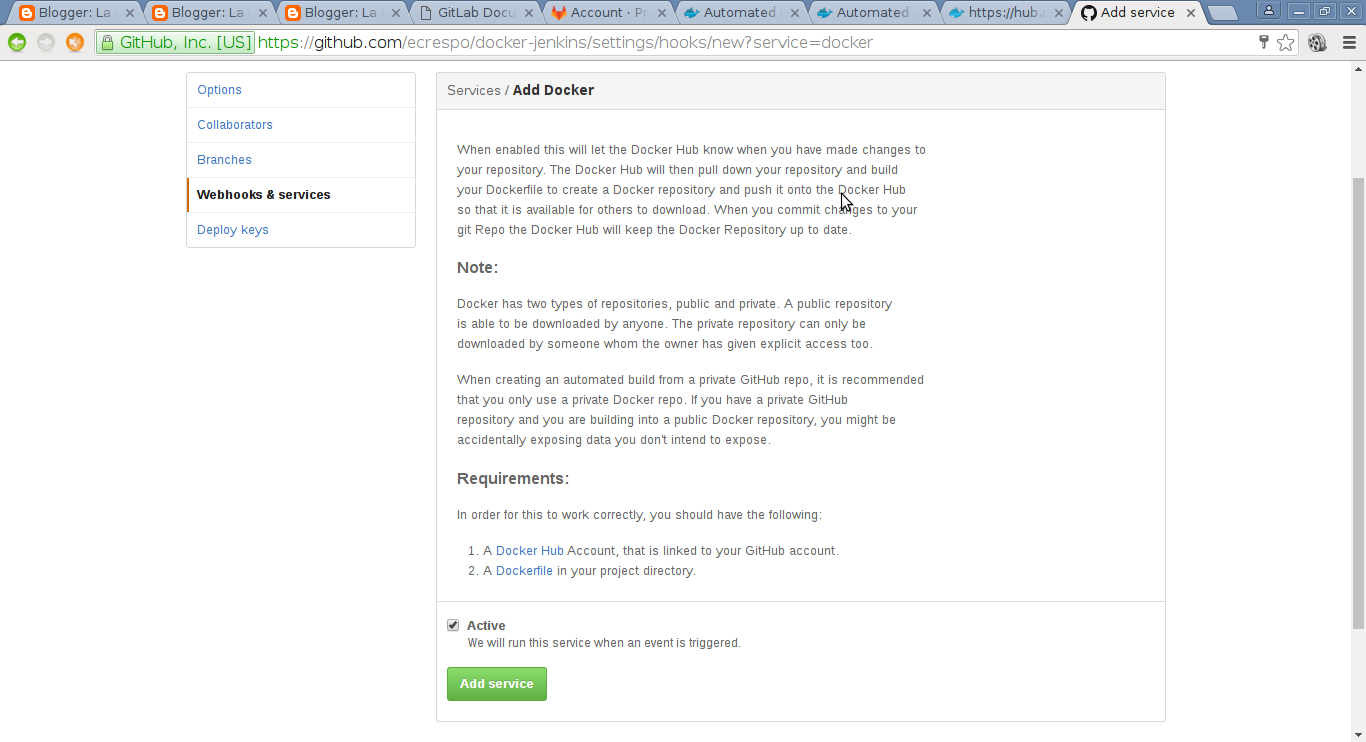 Blogger: La
Blogger: La
Blogger: La
GitLab Docu
Account · Pr
Automated
Automated
https://hub.c
Add service
GitHub, Inc. [US] https://github.com/ecrespo/docker-jenkins/settings/hooks/new?service=docker
Options
Collaborators
Branches
Webhooks & services
Deploy keys
Services / Add Docker
When enabled this will let the Docker Hub know when you have made changes to
your repository. The Docker Hub will then pull down your repository and build
your Dockerfile to create a Docker repository and push it onto the Docker Hub
so that it is available for others to download. When you commit changes to your
git Repo the Docker Hub will keep the Docker Repository up to date.
Note:
Docker has two types of repositories, public and private. A public repository
is able to be downloaded by anyone. The private repository can only be
downloaded by someone whom the owner has given explicit access too.
When creating an automated build from a private GitHub repo, it is recommended
that you only use a private Docker repo. If you have a private GitHub
repository and you are building into a public Docker repository, you might be
accidentally exposing data you don't intend to expose.
Requirements:
In order for this to work correctly, you should have the following:
1. A Docker Hub Account, that is linked to your GitHub account.
2. A Dockerfile in your project directory.
Active
We will run this service when an event is triggered.
Add service